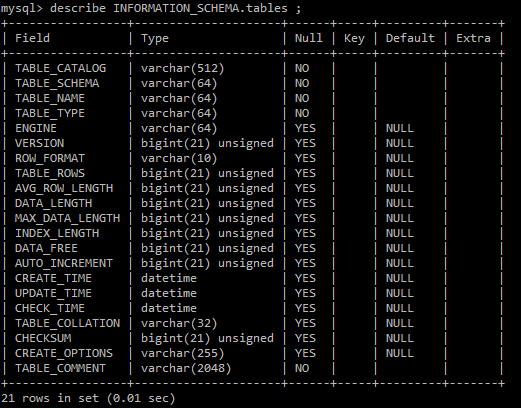 mysql> describe INFORMATION_SCHEMA.tables ;
+-----------------+---------------------+------+-----+---------+-------+
| Field           | Type                | Null | Key | Default | Extra |
+-----------------+---------------------+------+-----+---------+-------+
| TABLE_CATALOG   | varchar(512)        | NO   |     |         |       |
| TABLE_SCHEMA    | varchar(64)         | NO   |     |         |       |
| TABLE_NAME      | varchar(64)         | NO   |     |         |       |
| TABLE_TYPE      | varchar(64)         | NO   |     |         |       |
| ENGINE          | varchar(64)         | YES  |     | NULL    |       |
| VERSION         | bigint(21) unsigned | YES  |     | NULL    |       |
| ROW_FORMAT      | varchar(10)         | YES  |     | NULL    |       |
| TABLE_ROWS      | bigint(21) unsigned | YES  |     | NULL    |       |
| AVG_ROW_LENGTH  | bigint(21) unsigned | YES  |     | NULL    |       |
| DATA_LENGTH     | bigint(21) unsigned | YES  |     | NULL    |       |
| MAX_DATA_LENGTH | bigint(21) unsigned | YES  |     | NULL    |       |
| INDEX_LENGTH    | bigint(21) unsigned | YES  |     | NULL    |       |
| DATA_FREE       | bigint(21) unsigned | YES  |     | NULL    |       |
| AUTO_INCREMENT  | bigint(21) unsigned | YES  |     | NULL    |       |
| CREATE_TIME     | datetime            | YES  |     | NULL    |       |
| UPDATE_TIME     | datetime            | YES  |     | NULL    |       |
| CHECK_TIME      | datetime            | YES  |     | NULL    |       |
| TABLE_COLLATION | varchar(32)         | YES  |     | NULL    |       |
| CHECKSUM        | bigint(21) unsigned | YES  |     | NULL    |       |
| CREATE_OPTIONS  | varchar(255)        | YES  |     | NULL    |       |
| TABLE_COMMENT   | varchar(2048)       | NO   |     |         |       |
+-----------------+---------------------+------+-----+---------+-------+
21 rows in set (0.01 sec)